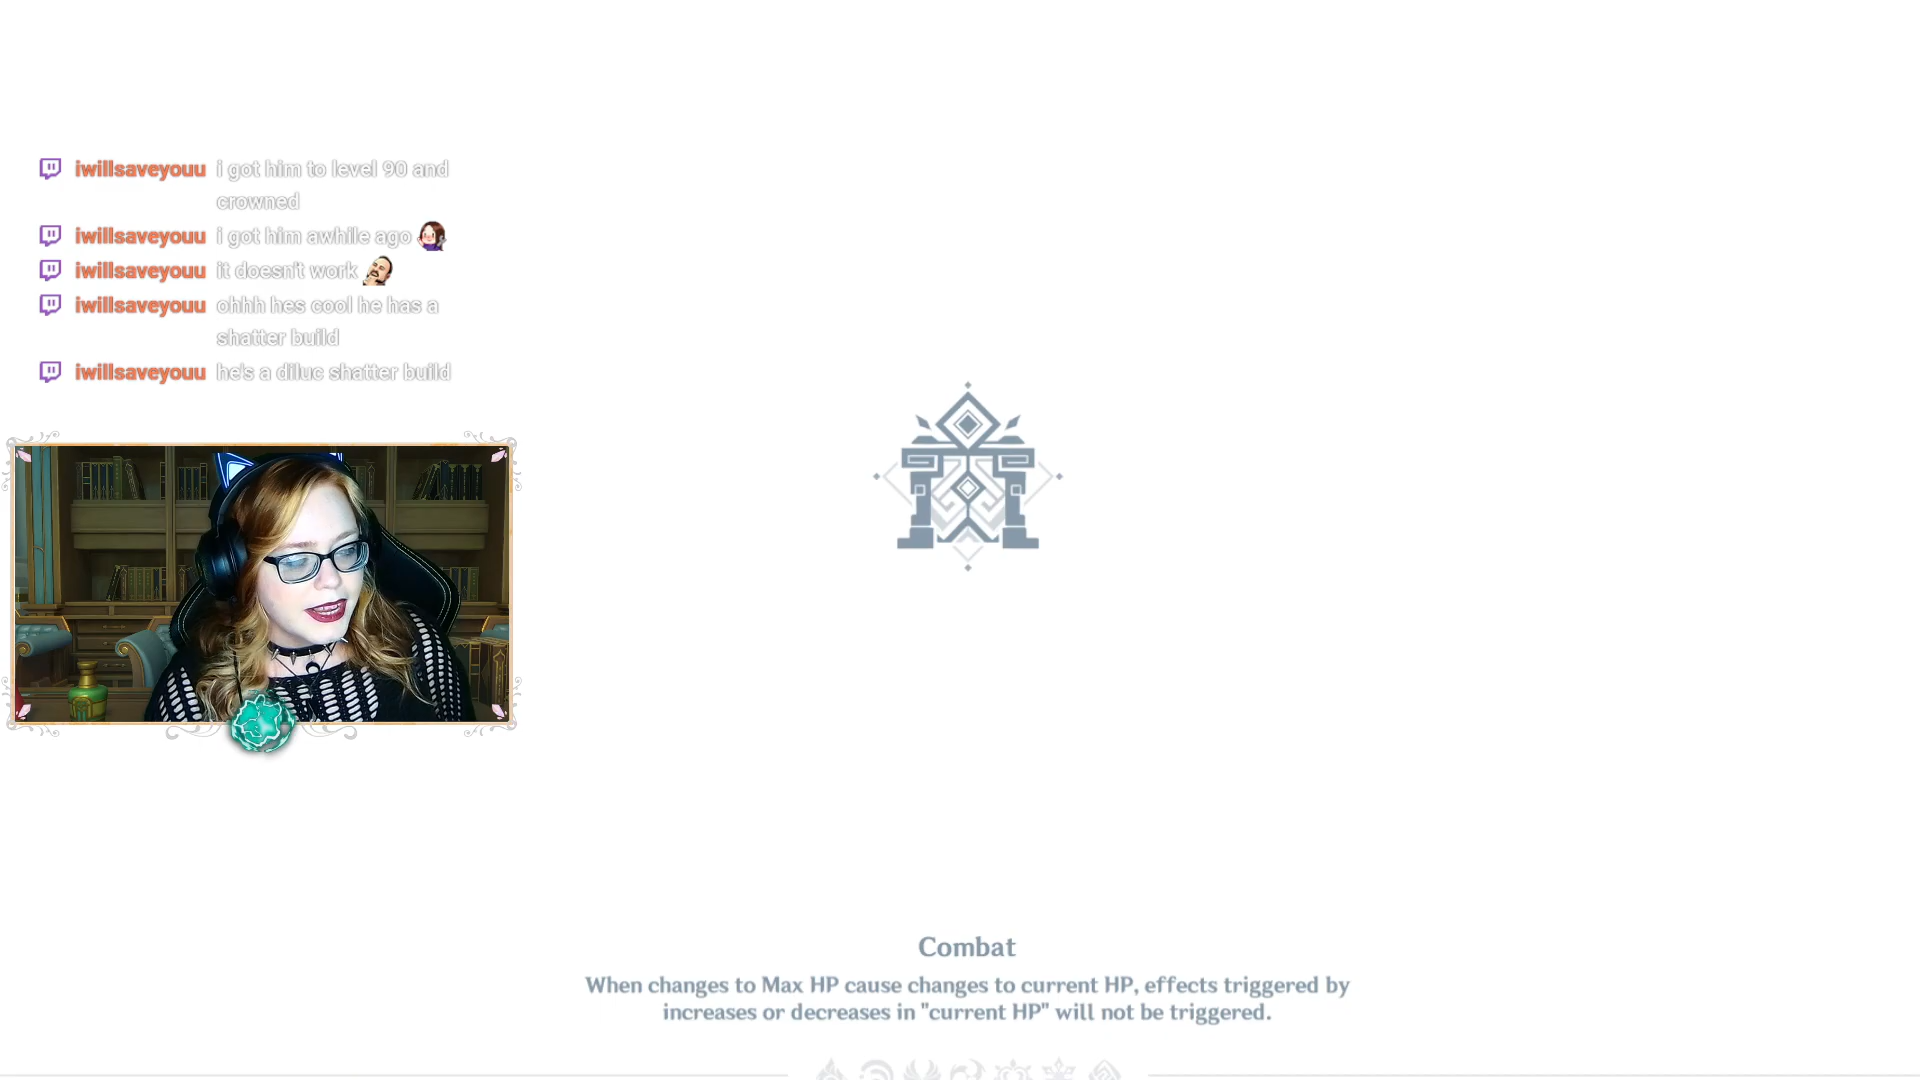 iwillsaveyouu i got him to level 90 and
crowned
iwillsaveyouu i got him awhile ago
iwillsaveyouu it doesn't work
iwillsaveyouu ohhh hes cool he has a
shatter build
iwillsaveyouu he's a diluc shatter build
Combat
When changes to Max HP cause changes to current HP, effects triggered by
increases or decreases in "current HP" will not be triggered.